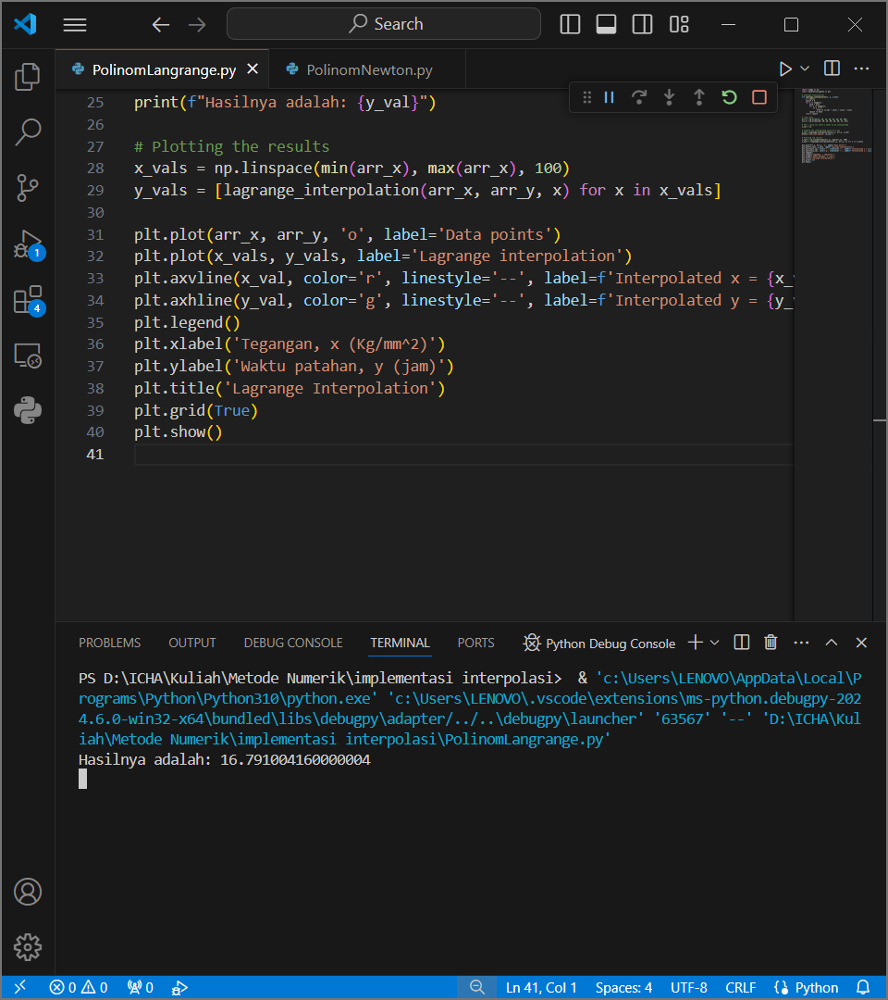 Search
PolinomLangrange.py
PolinomNewton.py
25 print(f"Hasilnya adalah: {y_val}")
26
27 # Plotting the results
28 x_vals = np.linspace(min(arr_x), max(arr_x), 100)
29 y_vals = [lagrange_interpolation(arr_x, arr_y, x) for x in x_vals]
30
31 plt.plot(arr_x, arr_y, 'o', label='Data points')
32 plt.plot(x_vals, y_vals, label='Lagrange interpolation')
33 plt.axvline(x_val, color='r', linestyle='--', label=f'Interpolated x = {x_
34 plt.axhline(y_val, color='g', linestyle='--', label=f'Interpolated y = {y_
35 plt.legend()
36 plt.xlabel('Tegangan, x (Kg/mm^2)')
37 plt.ylabel('Waktu patahan, y (jam)')
38 plt.title('Lagrange Interpolation')
39 plt.grid(True)
40 plt.show()
41
1
4
PROBLEMS OUTPUT DEBUG CONSOLE TERMINAL PORTS Python Debug Console
PS D:\ICHA\Kuliah\Metode Numerik\implementasi interpolasi>  & 'c:\Users\LENOVO\AppData\Local\P
rograms\Python\Python310\python.exe' 'c:\Users\LENOVO\.vscode\extensions\ms-python.debugpy-202
4.6.0-win32-x64\bundled\libs\debugpy\adapter/../..\debugpy\launcher' '63567' '--' 'D:\ICHA\Kul
iah\Metode Numerik\implementasi interpolasi\PolinomLangrange.py'
Hasilnya adalah: 16.791004160000004
0 0 0 Ln 41, Col 1 Spaces: 4 UTF-8 CRLF Python